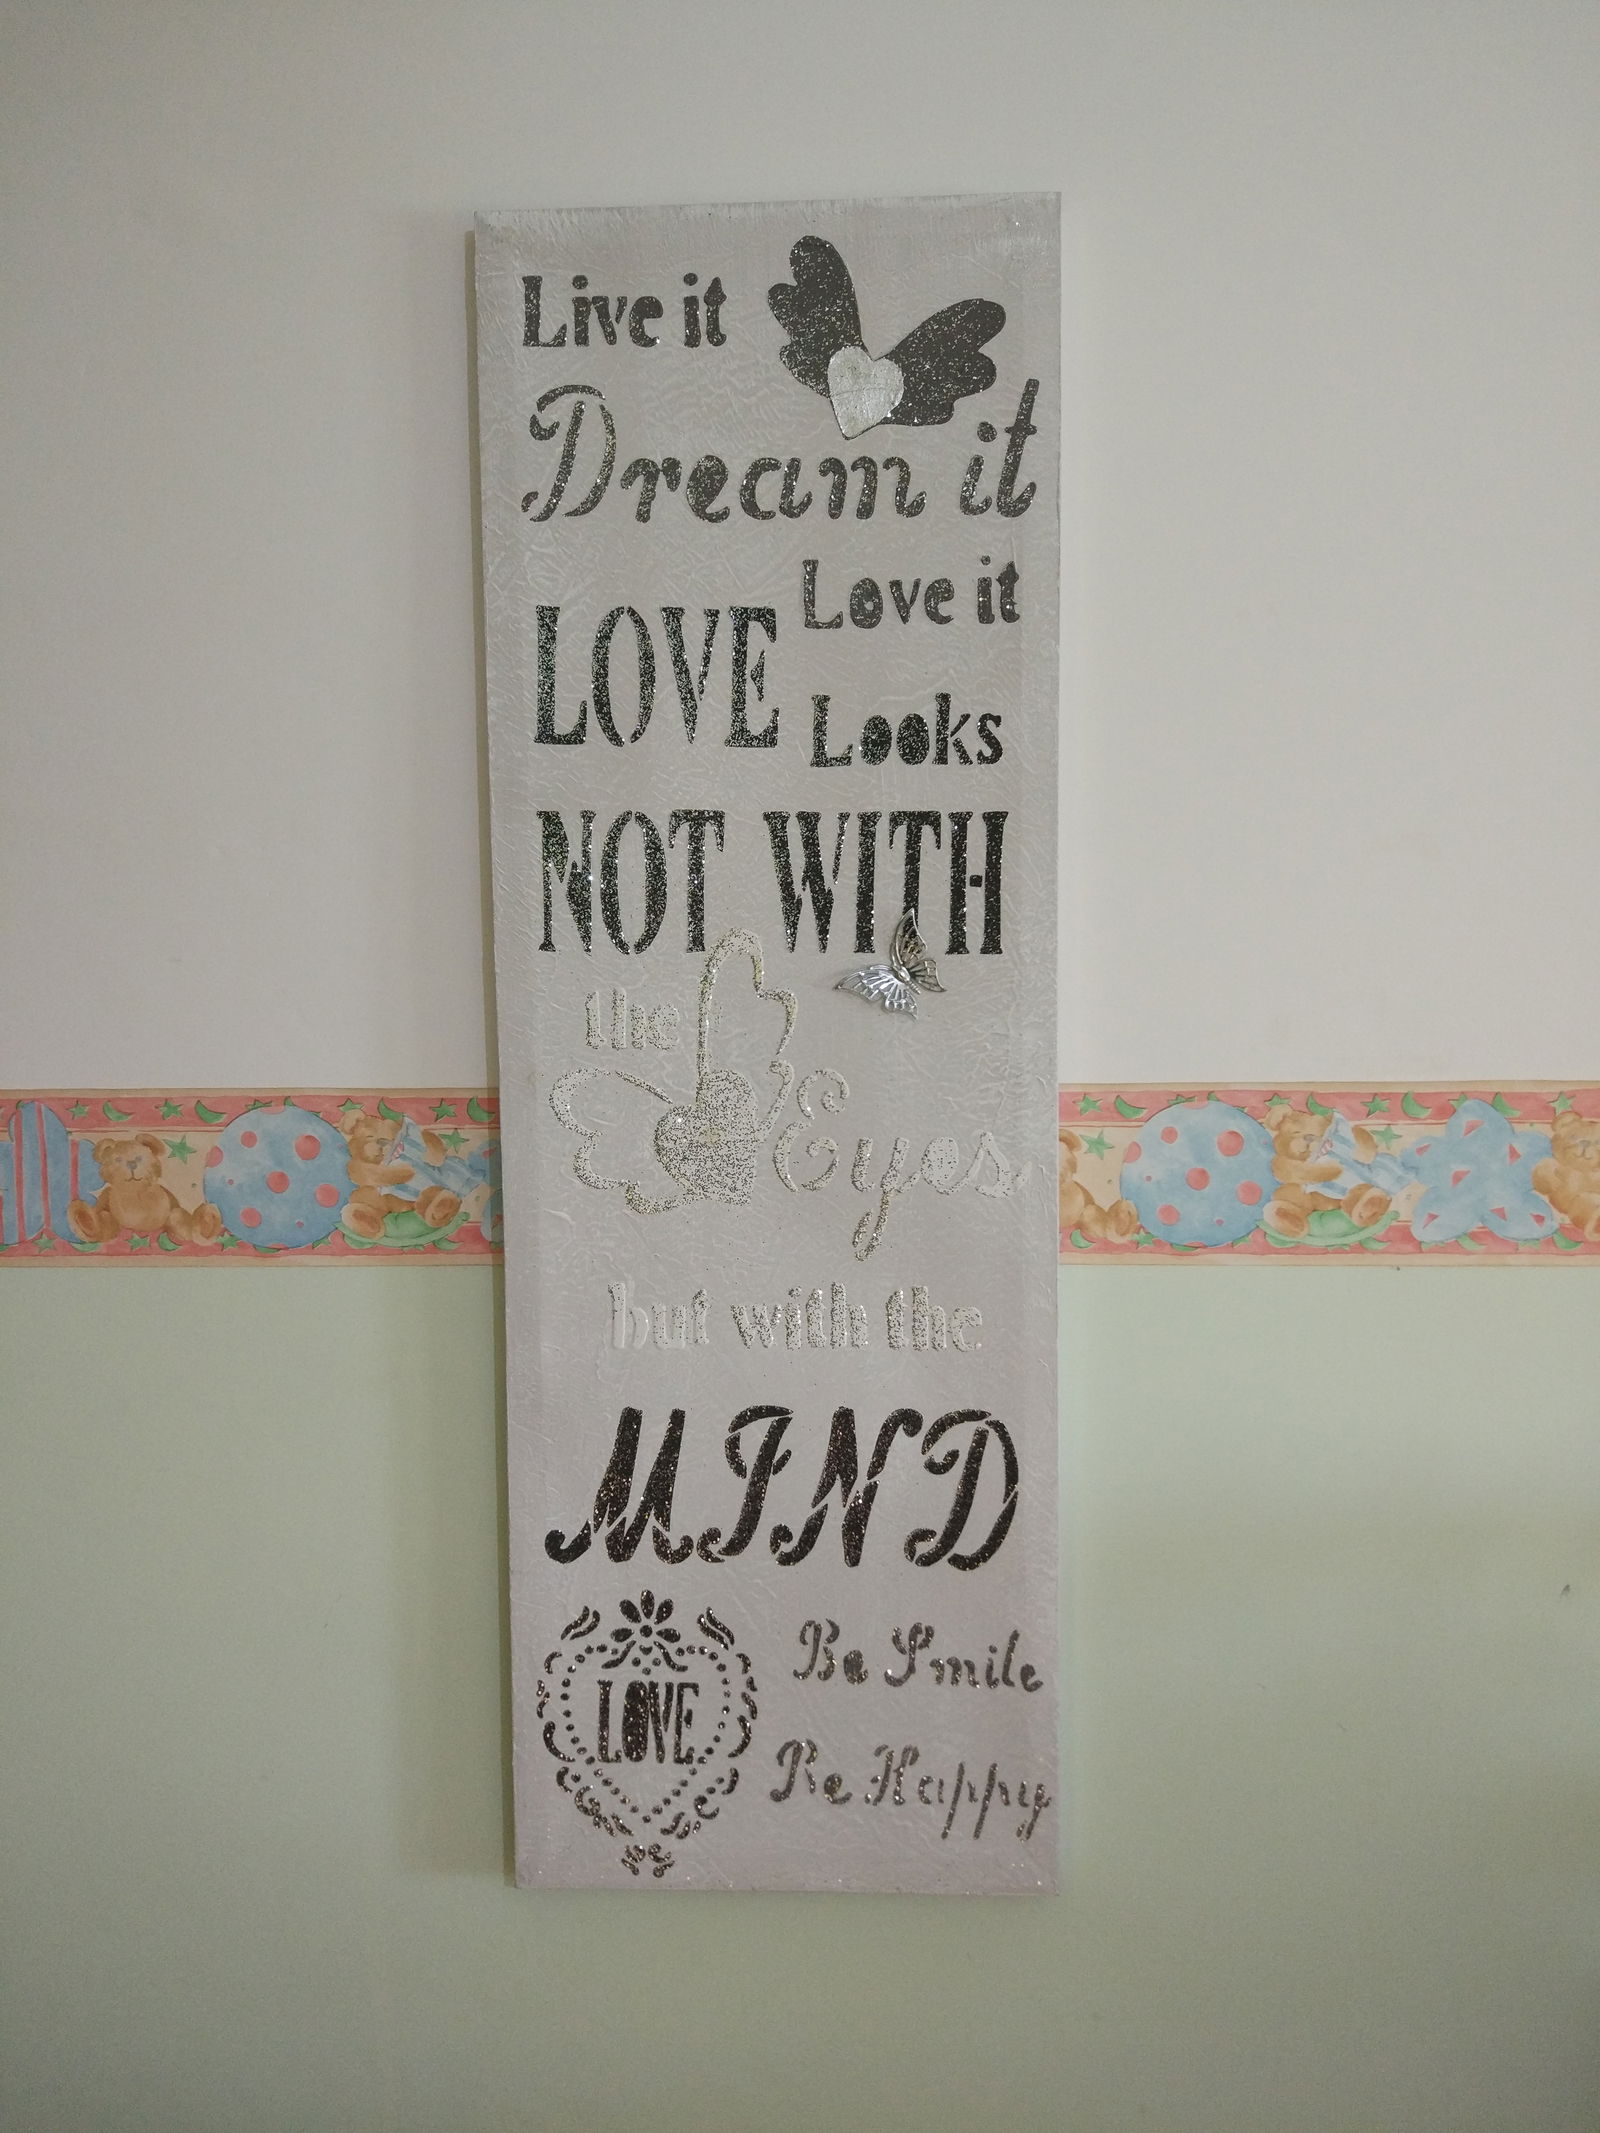 Live it
Dream it
Love it
LOVE Looks
NOT WITH
the
Eyes
but with the
MIND
LOVE
Be Smile
Be Happy